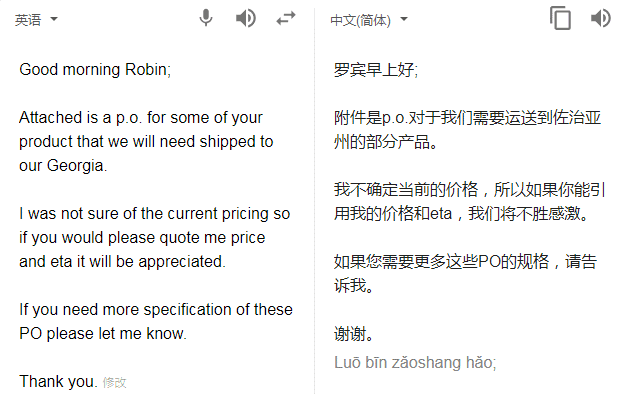 英语
中文(简体)
Good morning Robin;
Attached is a p.o. for some of your
product that we will need shipped to
our Georgia.
I was not sure of the current pricing so
if you would please quote me price
and eta it will be appreciated.
If you need more specification of these
PO please let me know.
Thank you. 修改
罗宾早上好;
附件是p.o.对于我们需要运送到佐治亚
州的部分产品。
我不确定当前的价格，所以如果你能引
用我的价格和eta，我们将不胜感激。
如果您需要更多这些PO的规格，请告
诉我。
谢谢。
Luō bīn zǎoshang hǎo;